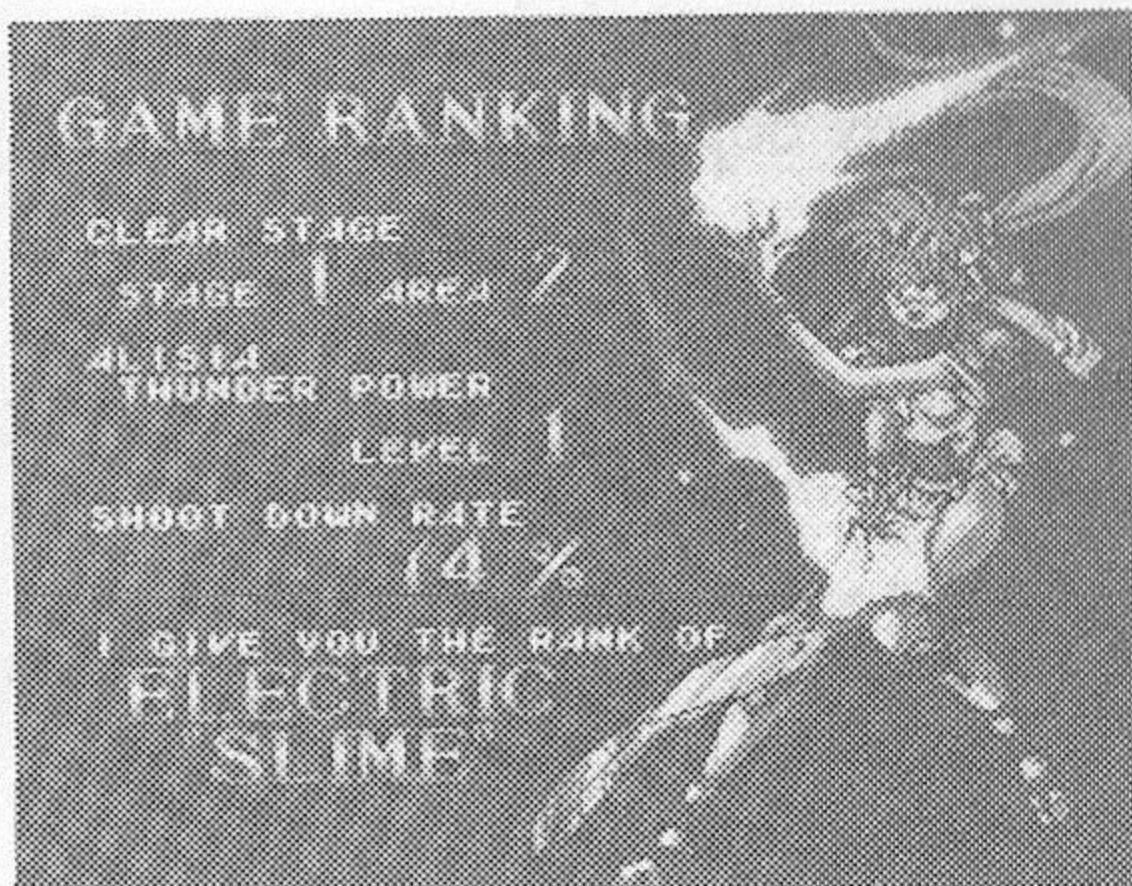 GAME RANKING
CLEAR STAGE
STAGE 1 AREA 2
ALISIA
THUNDER POWER
LEVEL 1
SHOOT DOWN RATE
14 %
I GIVE YOU THE RANK OF
ELECTRIC
"SLIME"